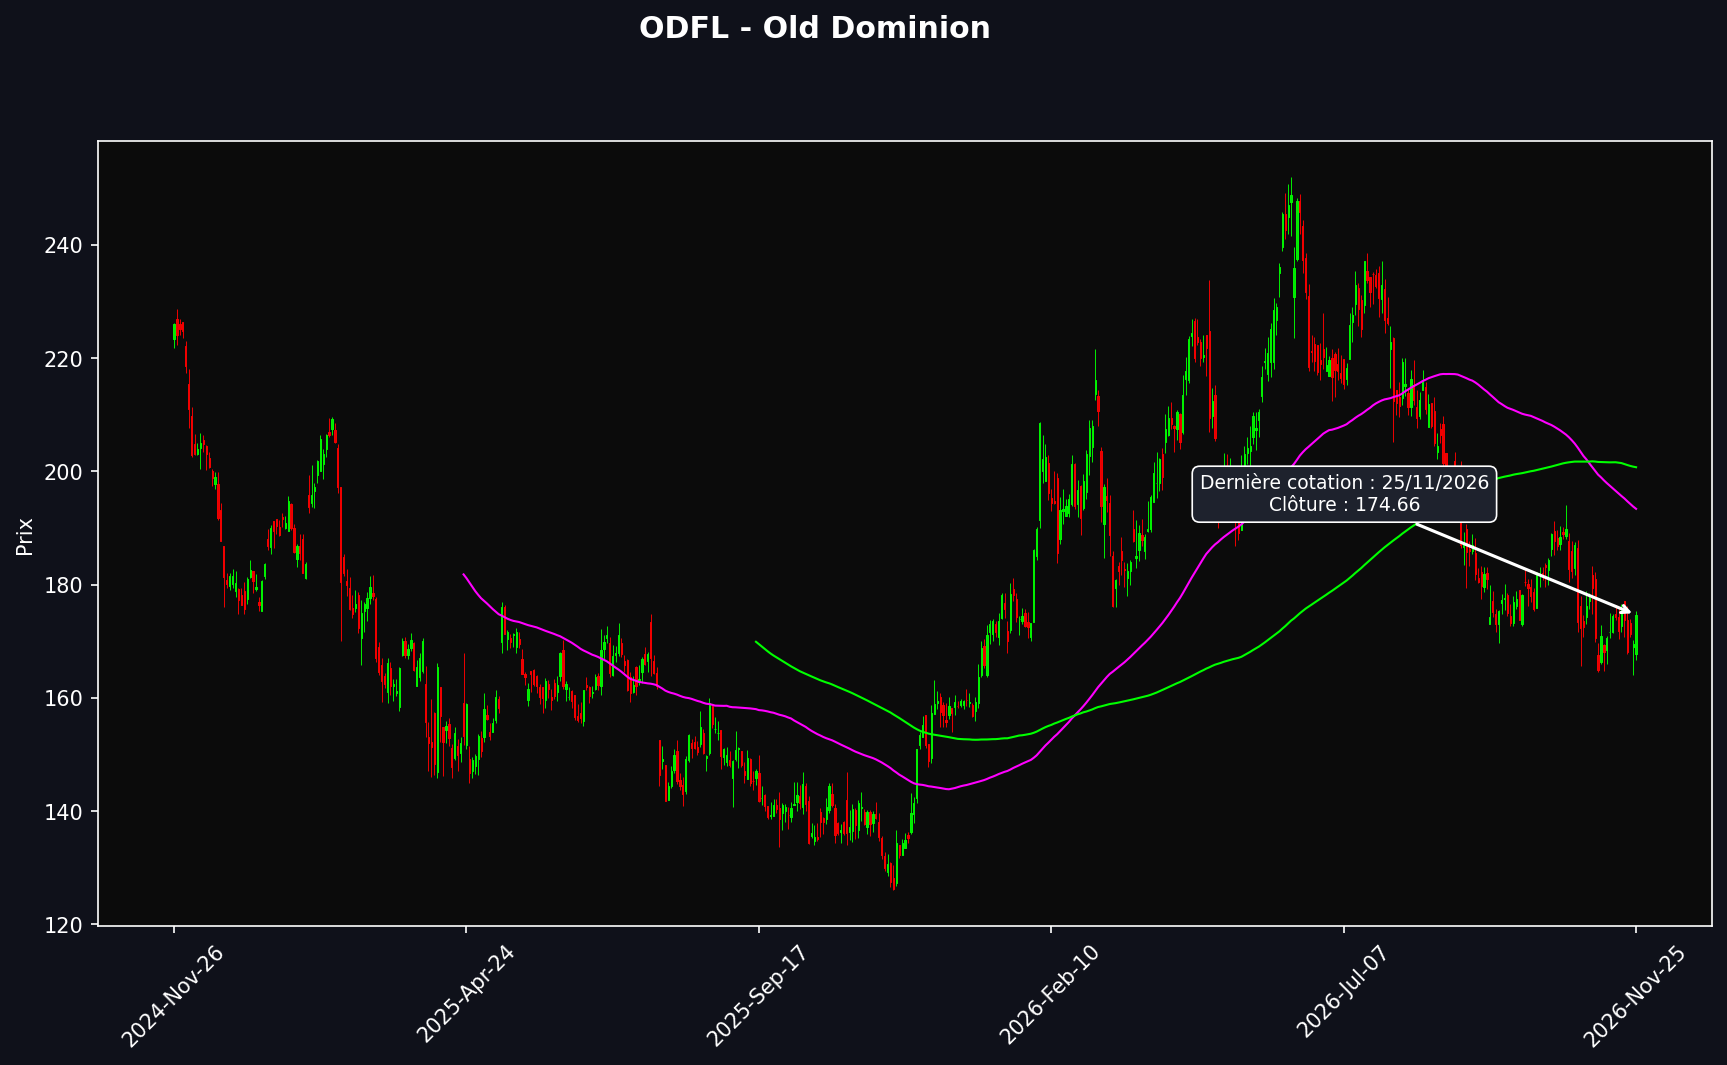 ODFL - Old Dominion
Prix
240
220
200
180
160
140
120
Dernière cotation : 25/11/2026
Clôture : 174.66
2024-Nov-26
2025-Apr-24
2025-Sep-17
2026-Feb-10
2026-Jul-07
2026-Nov-25